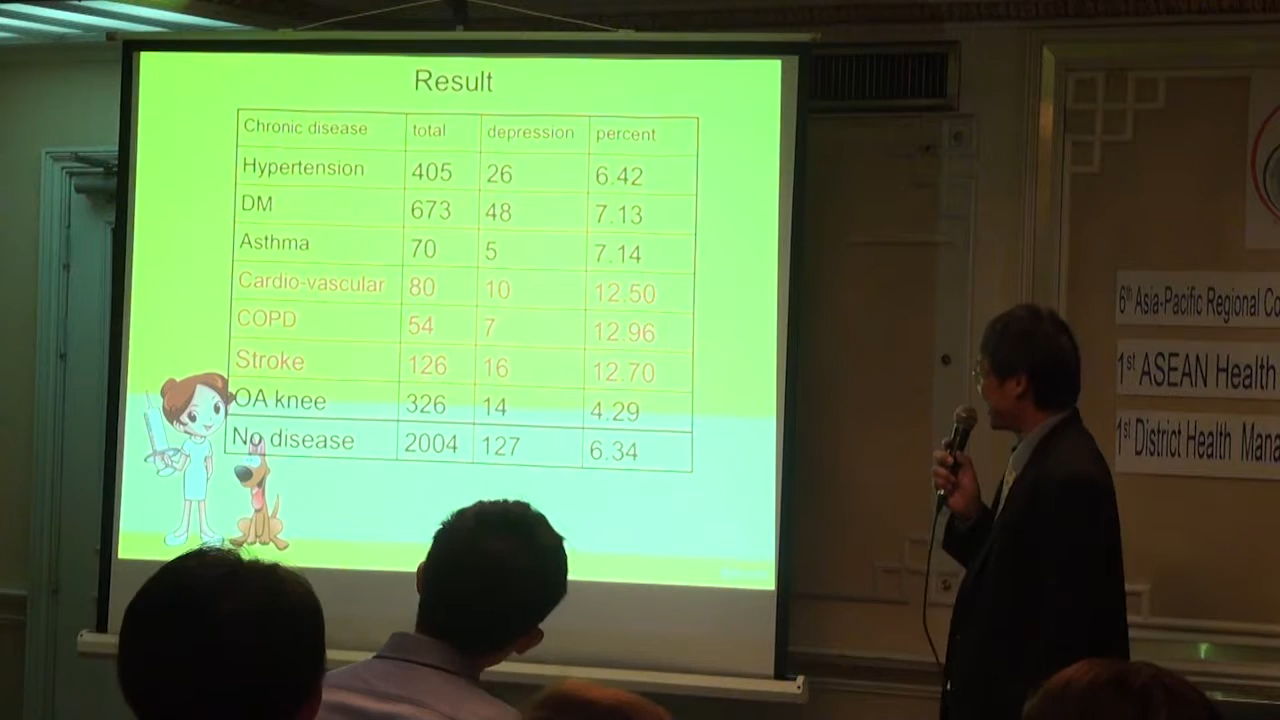 Result
Chronic disease total depression percent
Hypertension 405 26 6.42
DM 673 48 7.13
Asthma 70 5 7.14
Cardio-vascular 80 10 12.50
COPD 54 7 12.96
Stroke 126 16 12.70
OA knee 326 14 4.29
No disease 2004 127 6.34
6th Asia-Pacific Regional
1st ASEAN Health
1st District Health